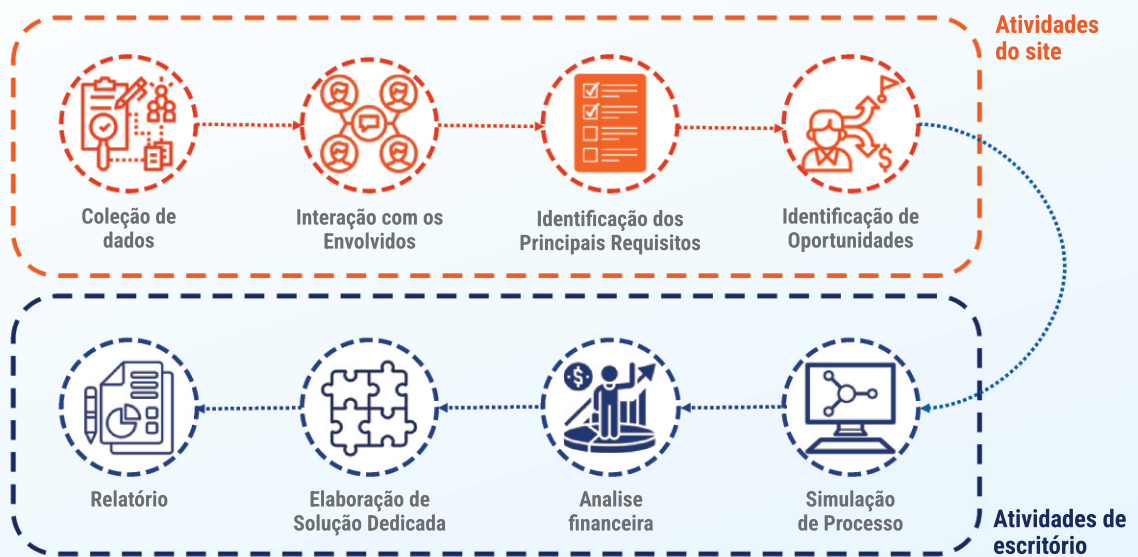 Atividades
do site
Coleção de
dados
Interação com os
Envolvidos
Identificação dos
Principais Requisitos
Identificação de
Oportunidades
Relatório
Elaboração de
Solução Dedicada
Analise
financeira
Simulação
de Processo
Atividades de
escritório